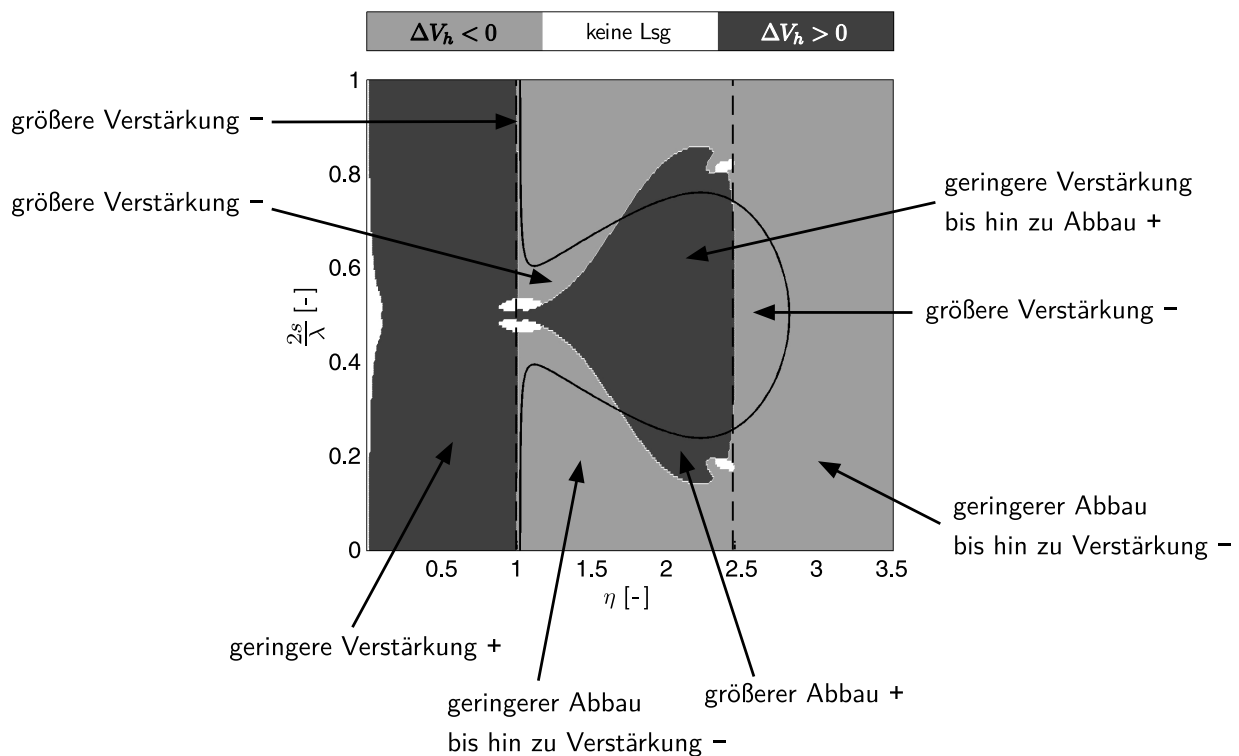 ΔV_h < 0 keine Lsg ΔV_h > 0
größere Verstärkung −
größere Verstärkung −
geringere Verstärkung
bis hin zu Abbau +
größere Verstärkung −
geringerer Abbau
bis hin zu Verstärkung −
1
0.8
0.6
0.4
0.2
0
2s/λ [-]
0.5 1 1.5 2 2.5 3 3.5
η [-]
geringere Verstärkung +
geringerer Abbau
bis hin zu Verstärkung −
größerer Abbau +